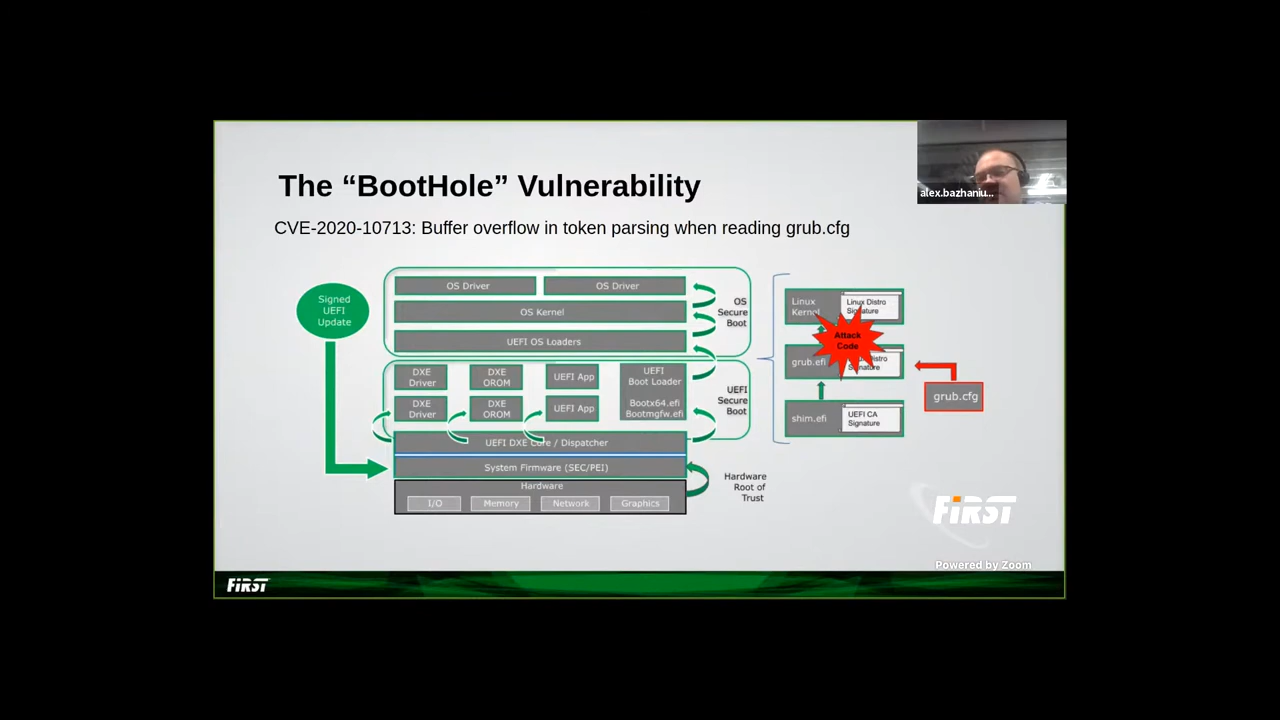 The “BootHole” Vulnerability
alex.bazhaniu...
CVE-2020-10713: Buffer overflow in token parsing when reading grub.cfg
Signed
UEFI
Update
OS Driver
OS Driver
OS Kernel
UEFI OS Loaders
OS
Secure
Boot
DXE
Driver
DXE
OROM
UEFI App
UEFI
Boot Loader
DXE
Driver
DXE
OROM
UEFI App
Bootx64.efi
Bootmgfw.efi
UEFI
Secure
Boot
UEFI DXE Core / Dispatcher
System Firmware (SEC/PEI)
Hardware
I/O
Memory
Network
Graphics
Hardware
Root of
Trust
Linux
Kernel
Linux Distro
Signature
Attack
Code
grub.efi
Distro
Signature
grub.cfg
shim.efi
UEFI CA
Signature
FIRST
Powered by Zoom
FIRST